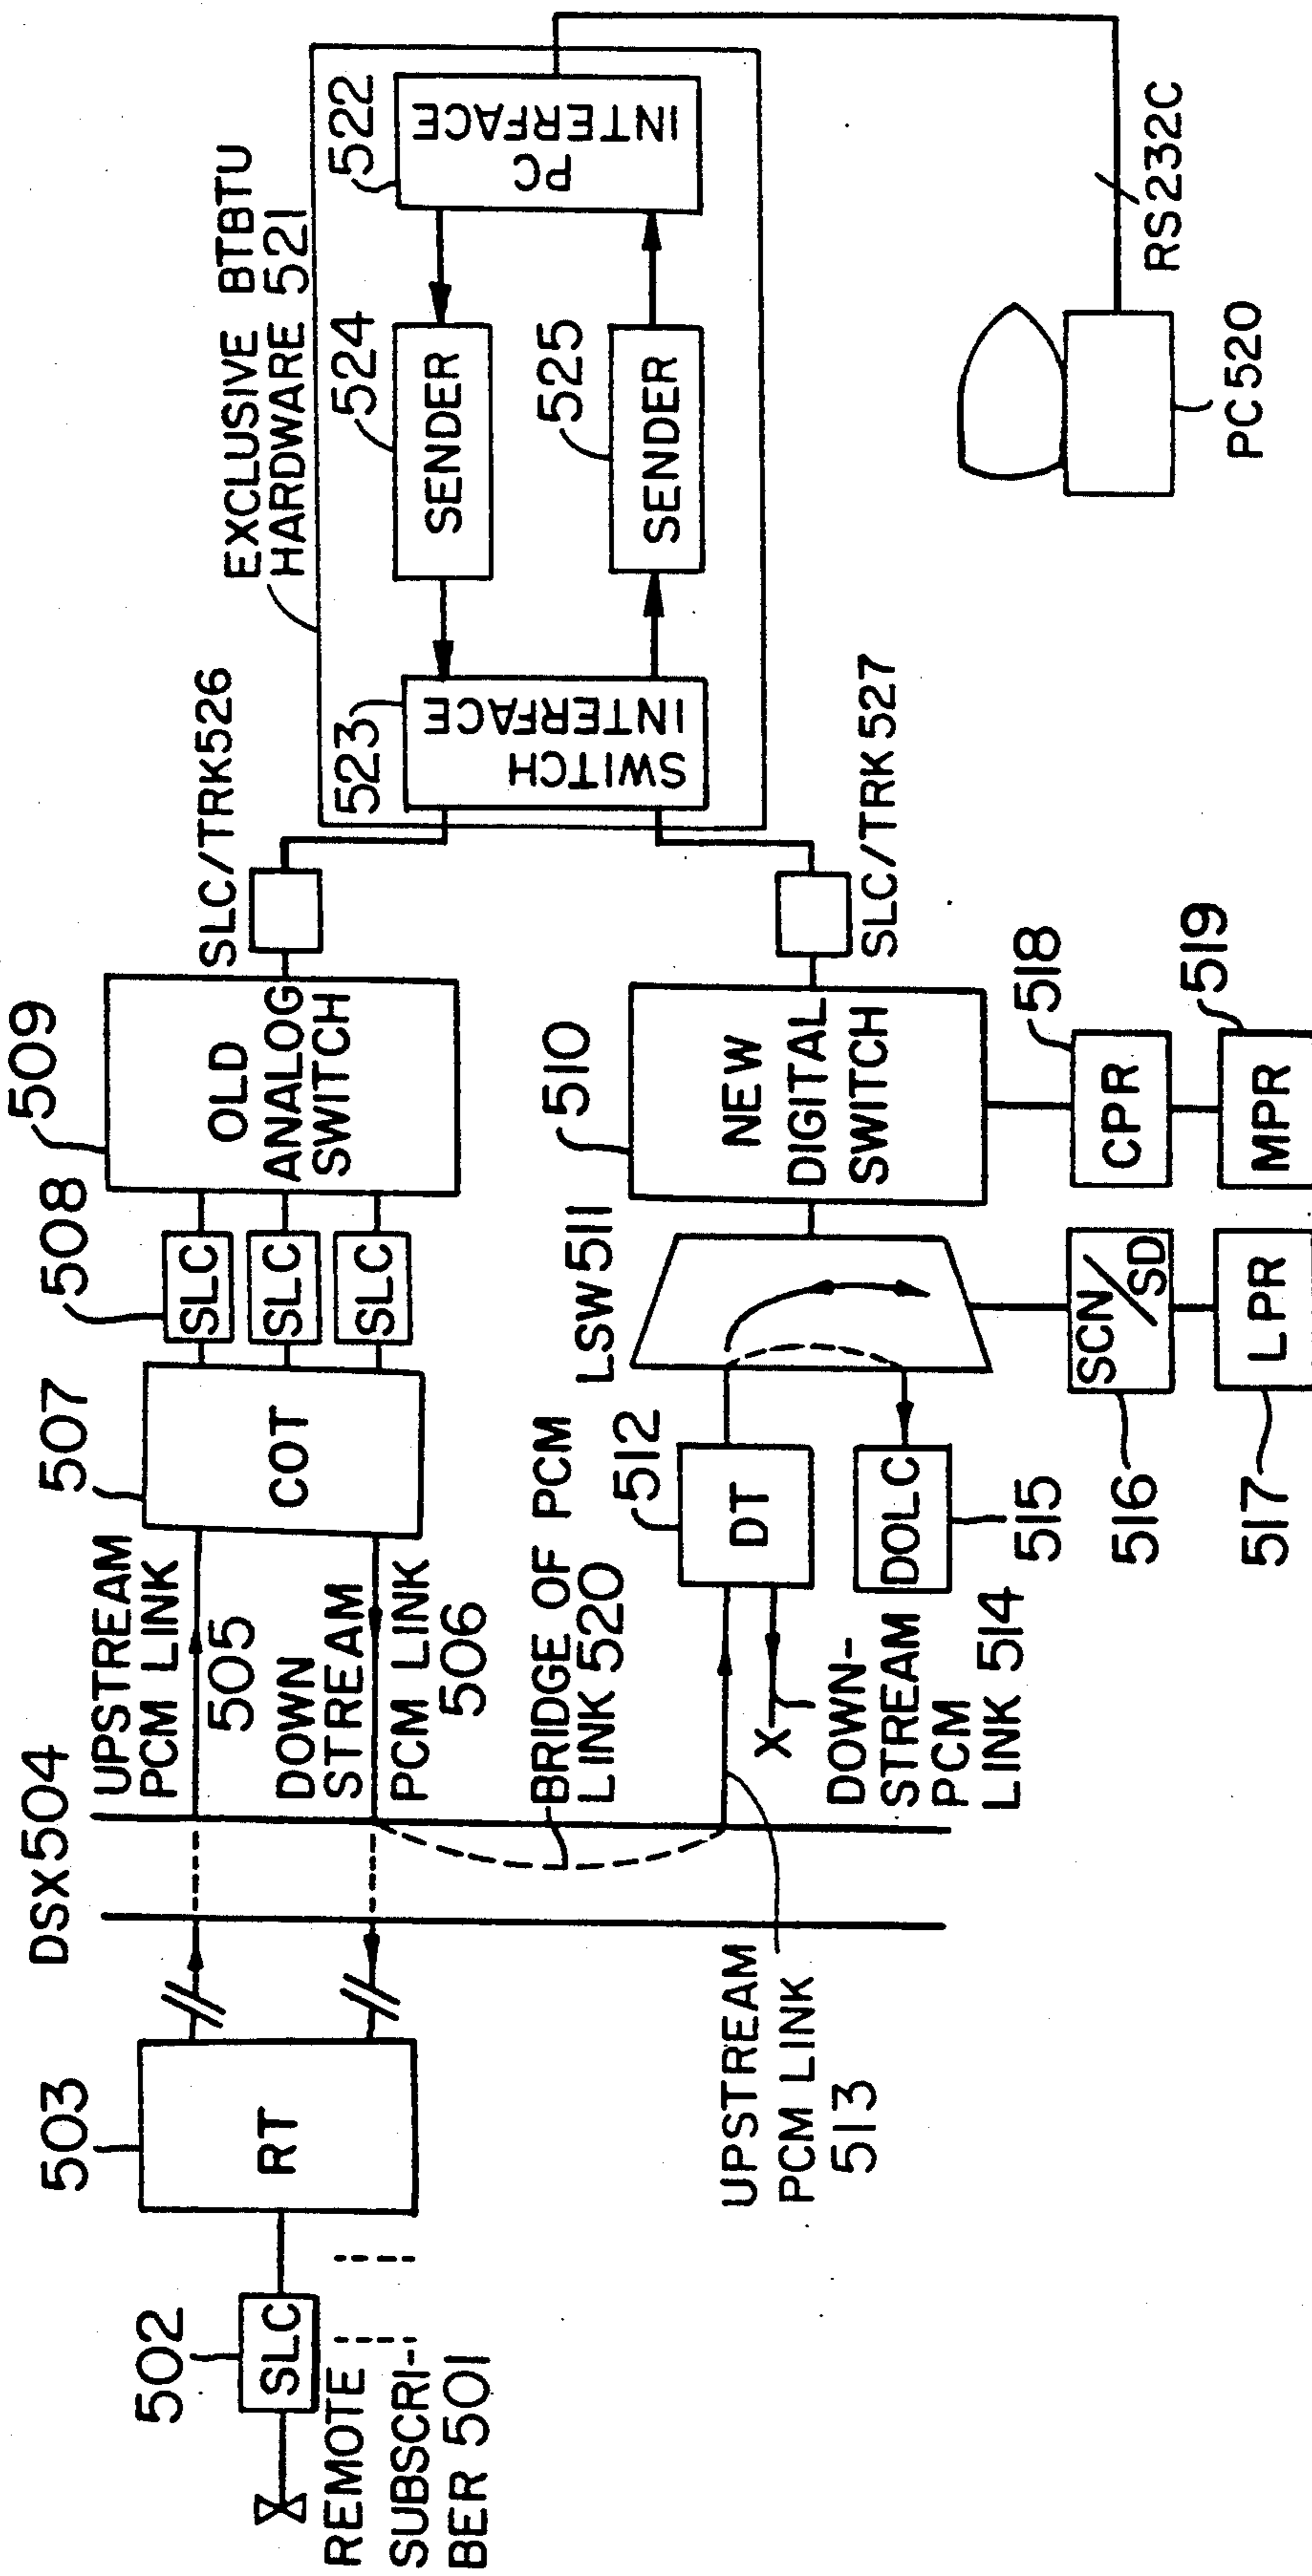 REMOTE
SUBSCRI-
BER 501
502
SLC
503
RT
DSX504
UPSTREAM
PCM LINK
505
DOWN
STREAM
PCM LINK
506
507
COT
508
SLC
SLC
SLC
509
OLD
ANALOG
SWITCH
SLC/TRK526
EXCLUSIVE BTBTU
HARDWARE 521
523
SWITCH
INTERFACE
524
SENDER
525
SENDER
522
PC
INTERFACE
RS232C
PC520
UPSTREAM
PCM LINK
513
BRIDGE OF PCM
LINK 520
512
DT
X
DOWN-
STREAM
PCM
LINK 514
DOLC
515
LSW511
510
NEW
DIGITAL
SWITCH
SLC/TRK527
SCN/SD
516
LPR
517
CPR
518
MPR
519